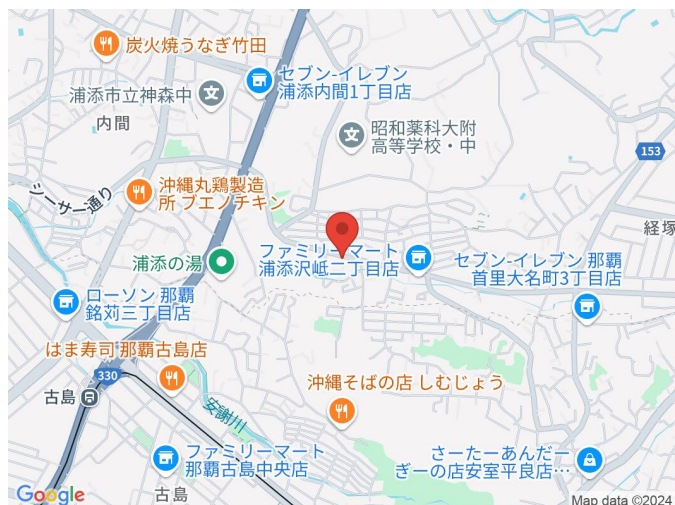 炭火焼うなぎ竹田
浦添市立神森中
内間
セブン-イレブン
浦添内間1丁目店
昭和薬科大附
高等学校・中
153
シーサー通り
沖縄丸鶏製造
所 ブエノチキン
浦添の湯
ファミリーマート
浦添沢岻二丁目店
経塚
セブン-イレブン 那覇
首里大名町3丁目店
ローソン 那覇
銘苅三丁目店
はま寿司 那覇古島店
330
古島
安謝川
沖縄そばの店 しむじょう
ファミリーマート
那覇古島中央店
古島
さーたーあんだー
ぎーの店安室平良店…
Google
Map data ©2024